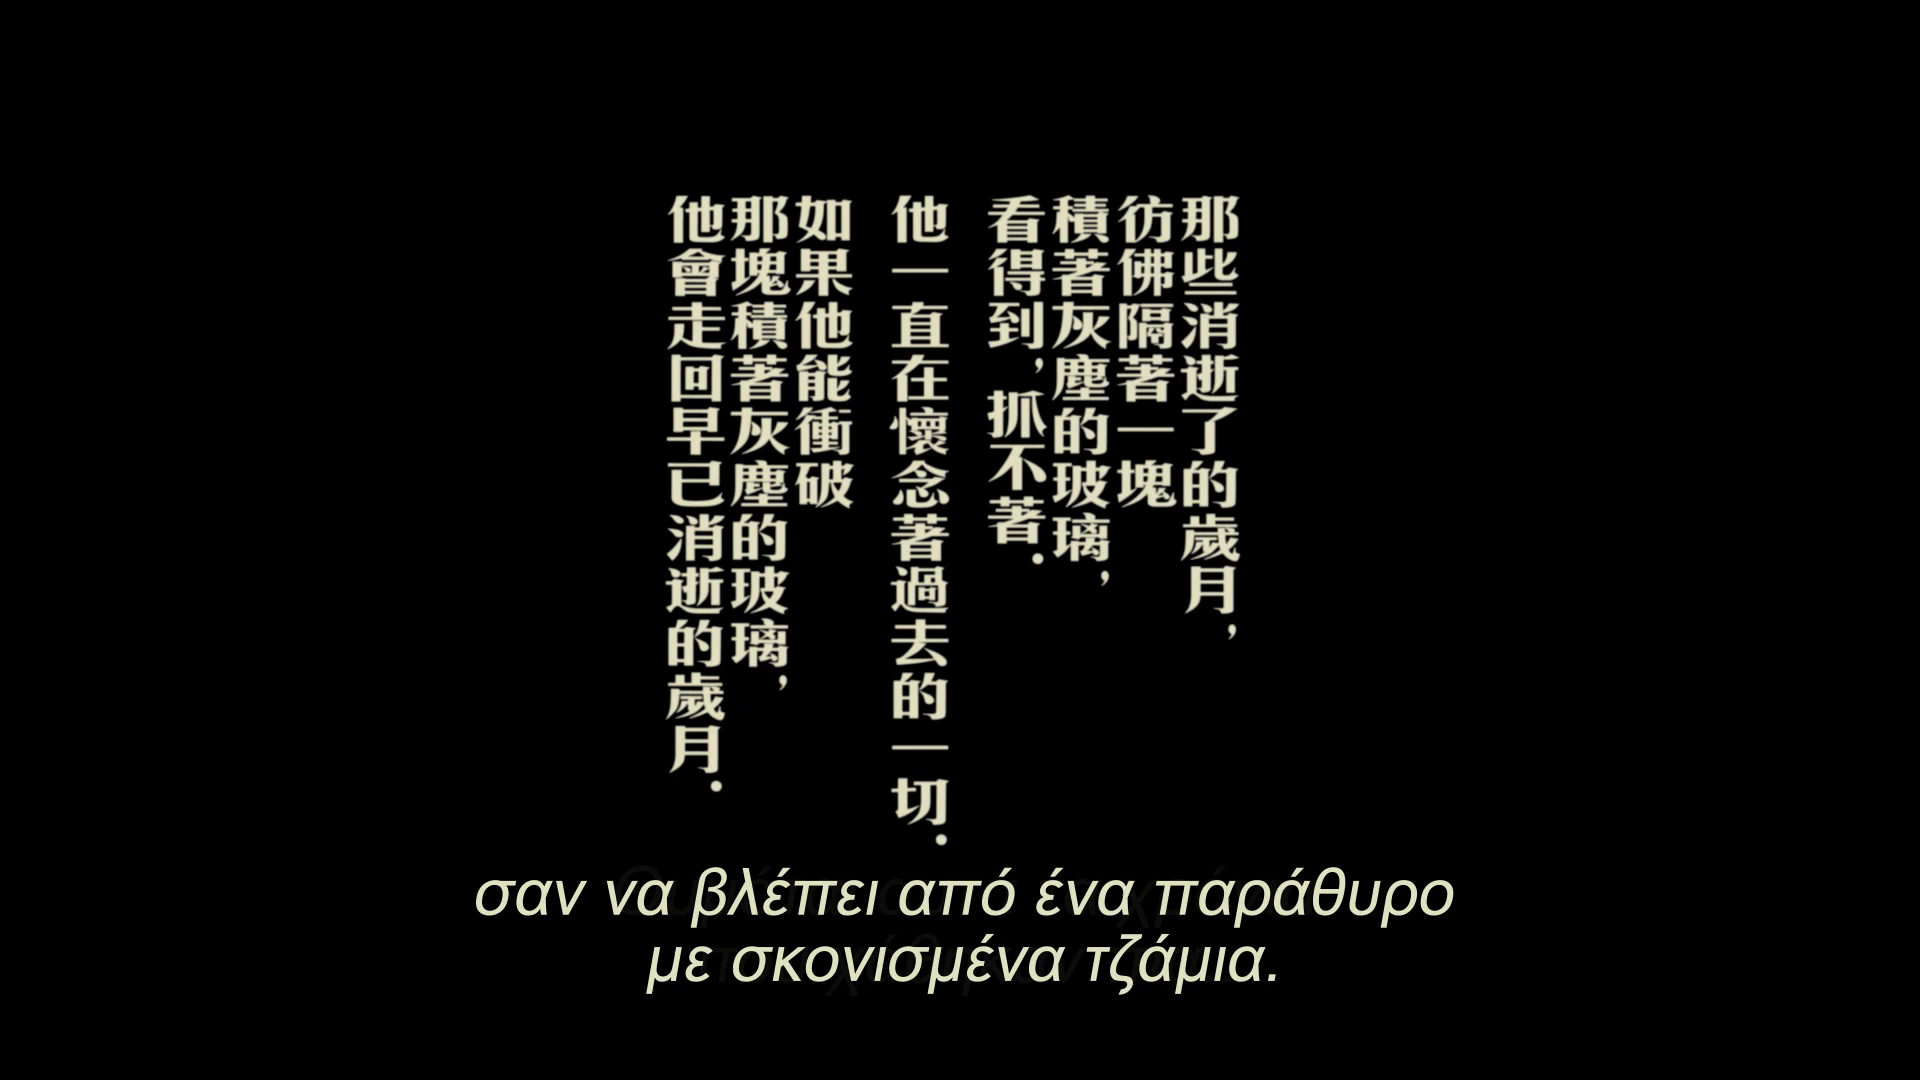 那些消逝了的歲月，
彷彿隔著一塊
積著灰塵的玻璃，
看得到，抓不著．
他一直在懷念著過去的一切．
如果他能衝破
那塊積著灰塵的玻璃，
他會走回早已消逝的歲月．
σαν να βλέπει από ένα παράθυρο
με σκονισμένα τζάμια.